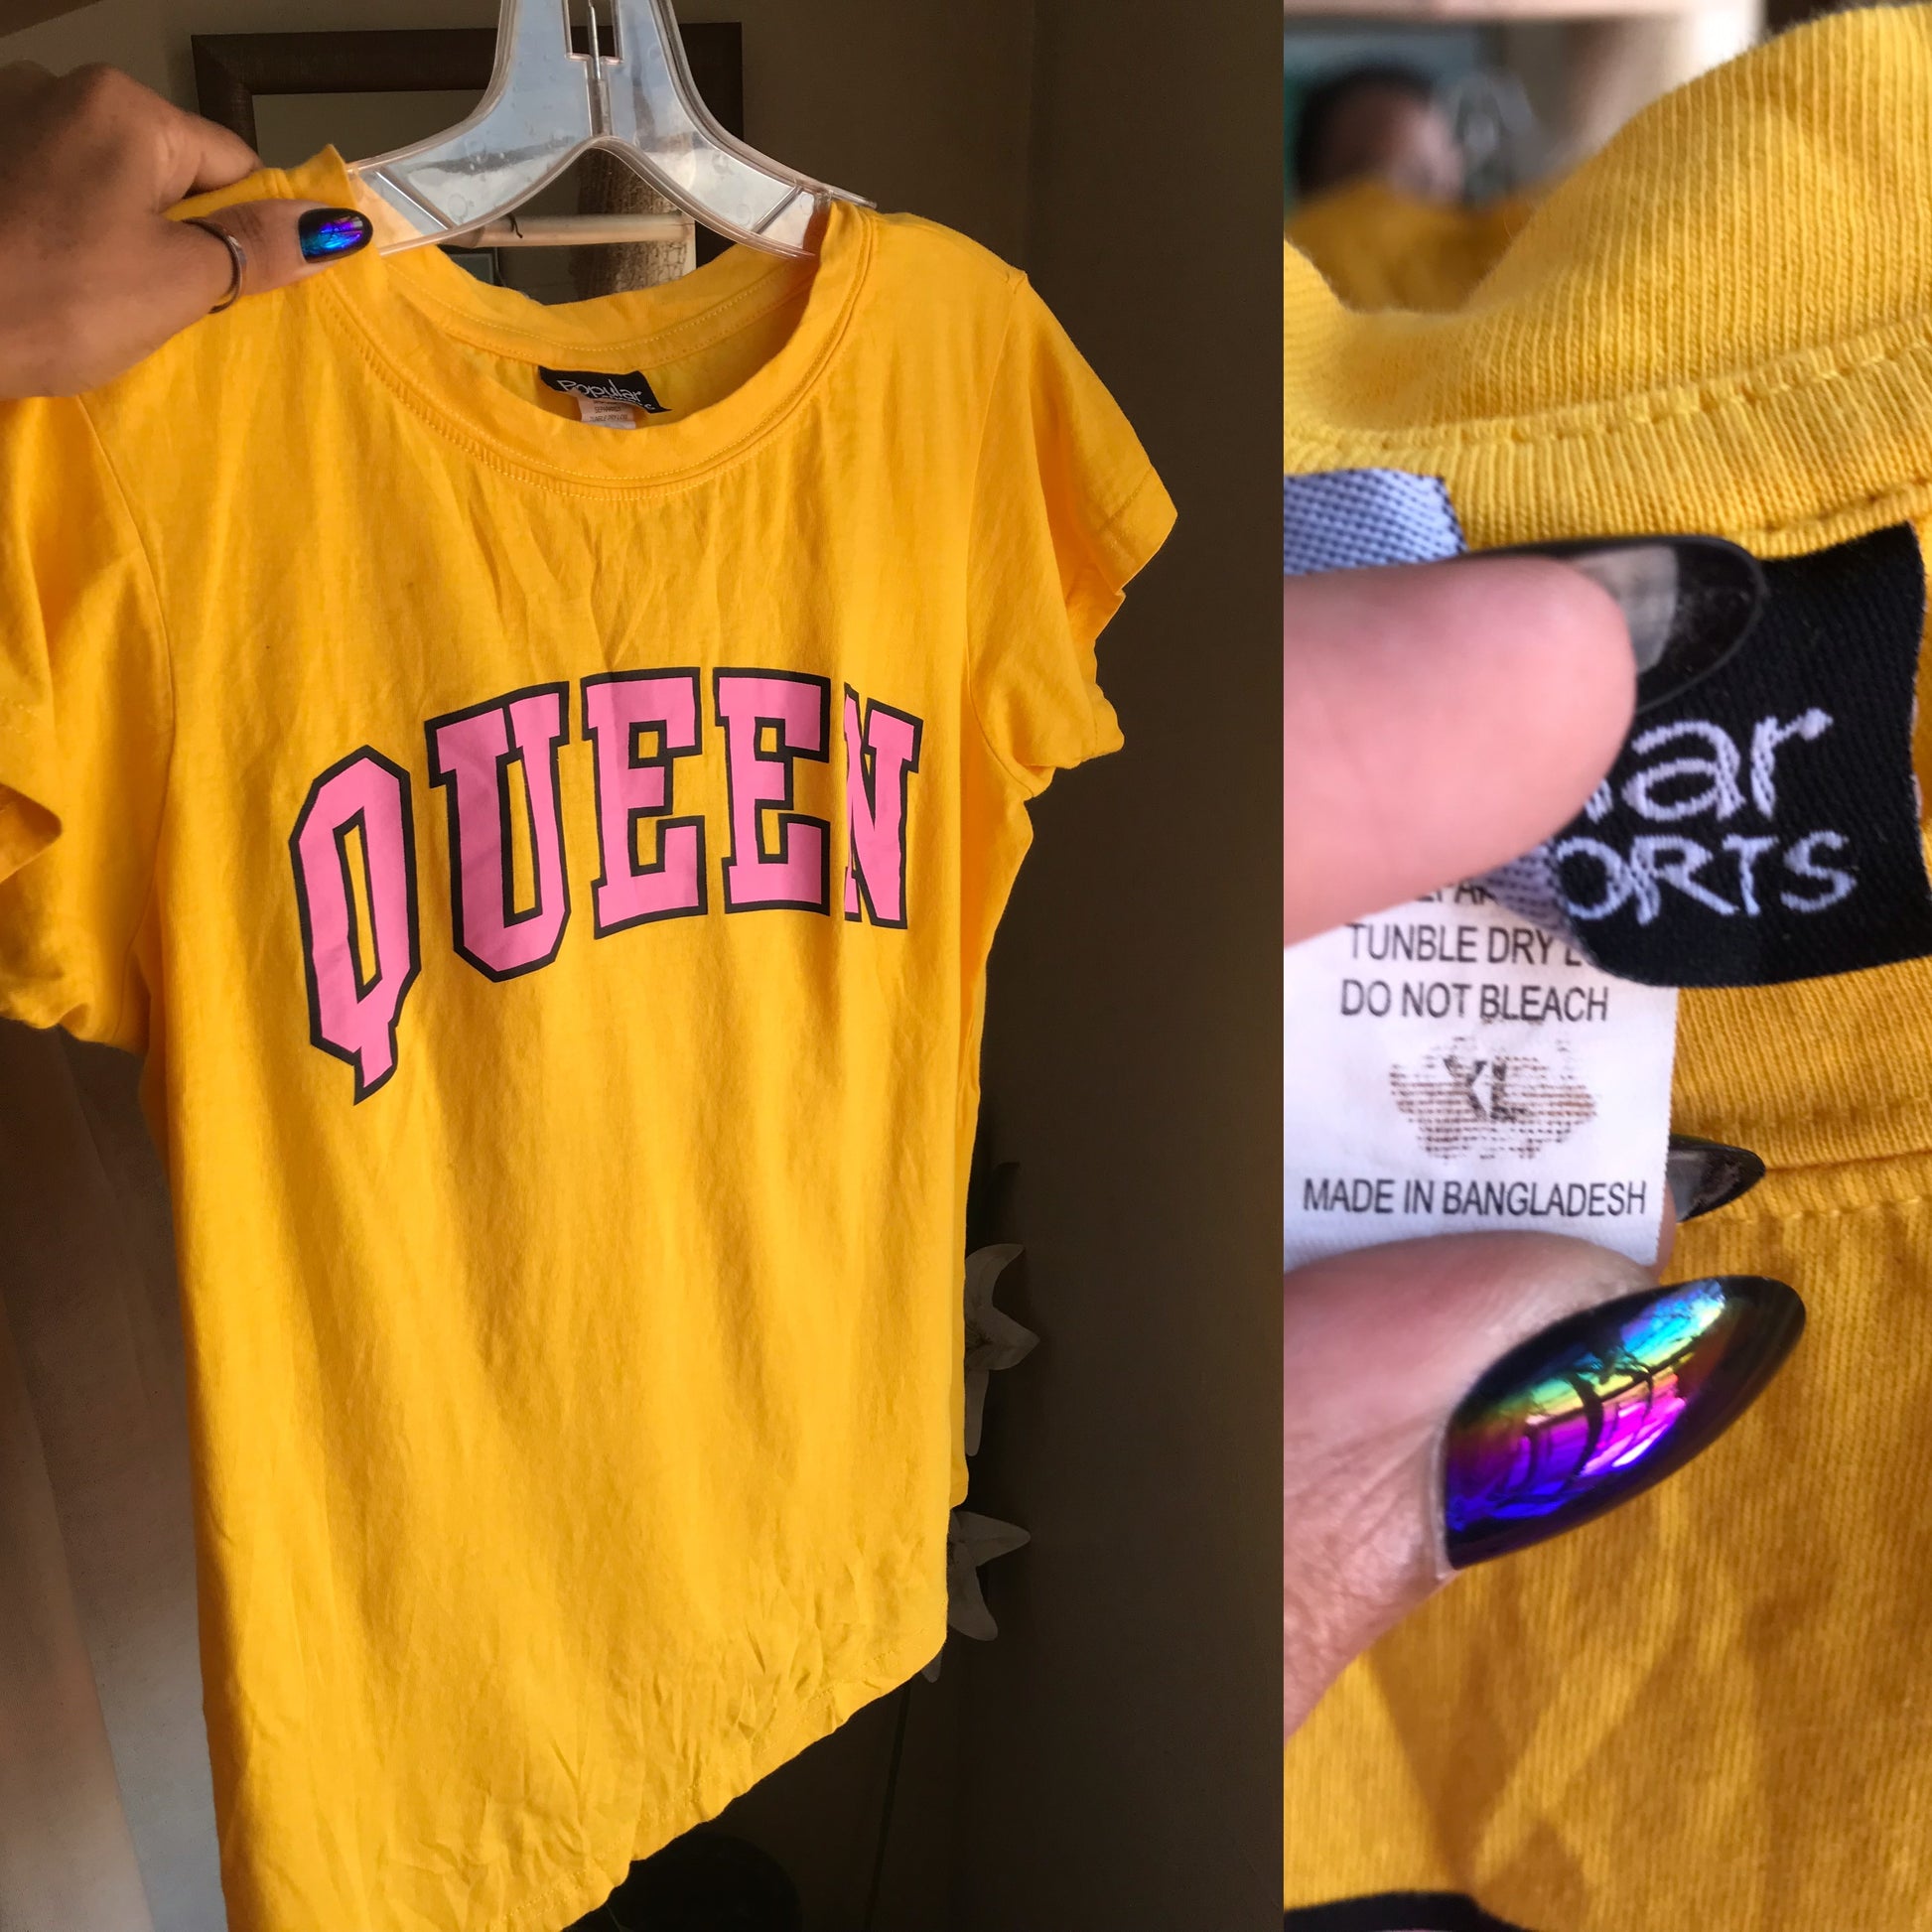 Popular
QUEEN
ar
ORTS
TUNBLE DRY
DO NOT BLEACH
XL
MADE IN BANGLADESH